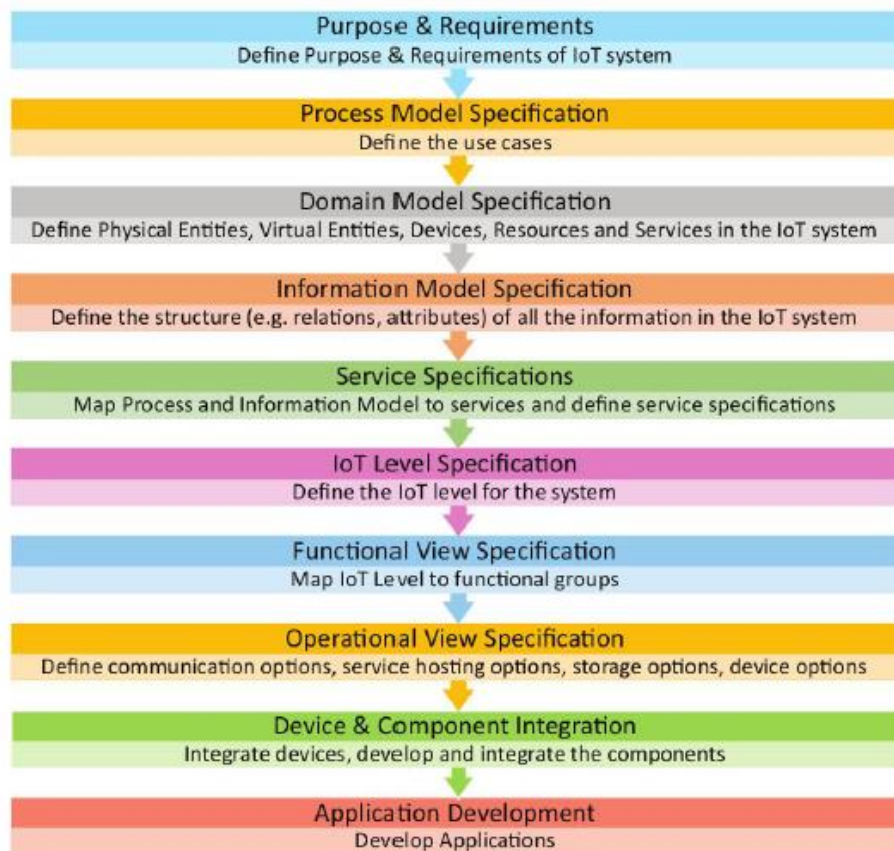 Purpose & Requirements
Define Purpose & Requirements of IoT system
Process Model Specification
Define the use cases
Domain Model Specification
Define Physical Entities, Virtual Entities, Devices, Resources and Services in the IoT system
Information Model Specification
Define the structure (e.g. relations, attributes) of all the information in the IoT system
Service Specifications
Map Process and Information Model to services and define service specifications
IoT Level Specification
Define the IoT level for the system
Functional View Specification
Map IoT Level to functional groups
Operational View Specification
Define communication options, service hosting options, storage options, device options
Device & Component Integration
Integrate devices, develop and integrate the components
Application Development
Develop Applications